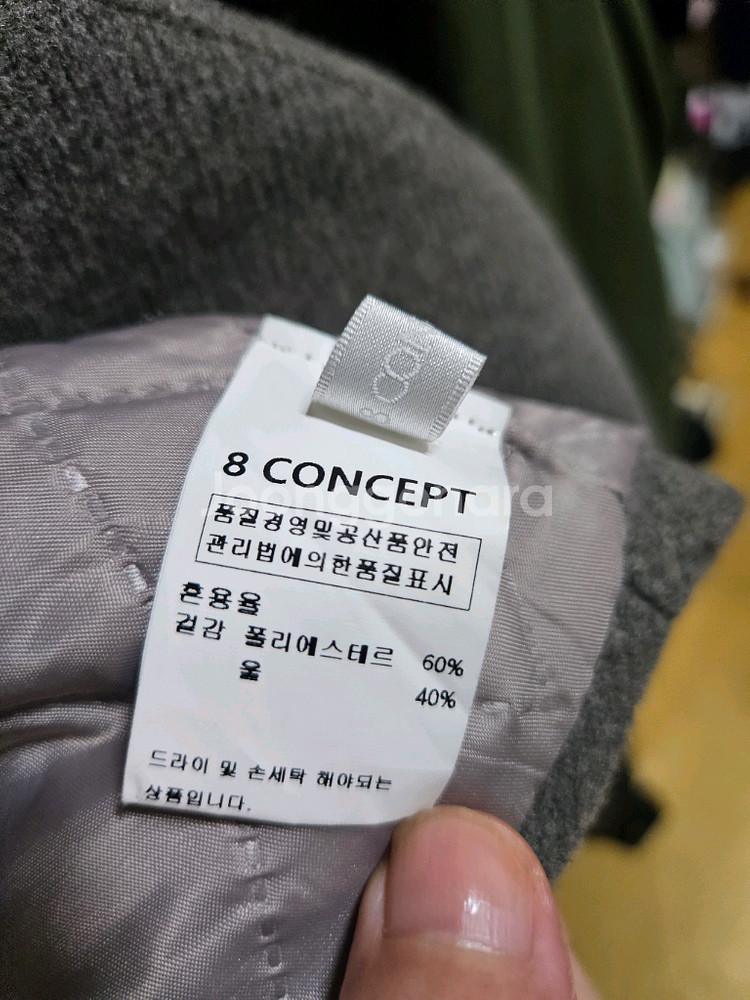 8 CONCEPT
품질경영및공산품안전
관리법에의한품질표시
혼용율
겉감 폴리에스테르 60%
울 40%
드라이 및 손세탁 해야되는
상품입니다.
Joonggonara